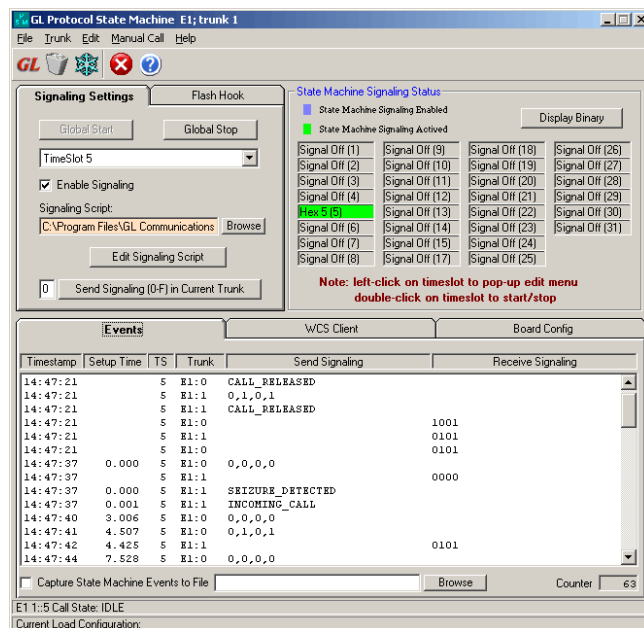 GL Protocol State Machine E1; trunk 1
File Trunk Edit Manual Call Help
GL
Signaling Settings
Flash Hook
Global Start
Global Stop
TimeSlot 5
Enable Signaling
Signaling Script:
C:\Program Files\GL Communications
Browse
Edit Signaling Script
0
Send Signaling (0-F) in Current Trunk
State Machine Signaling Status
State Machine Signaling Enabled
State Machine Signaling Actived
Display Binary
Signal Off (1) Signal Off (9) Signal Off (18) Signal Off (26)
Signal Off (2) Signal Off (10) Signal Off (19) Signal Off (27)
Signal Off (3) Signal Off (11) Signal Off (20) Signal Off (28)
Signal Off (4) Signal Off (12) Signal Off (21) Signal Off (29)
Hex 5 (5) Signal Off (13) Signal Off (22) Signal Off (30)
Signal Off (6) Signal Off (14) Signal Off (23) Signal Off (31)
Signal Off (7) Signal Off (15) Signal Off (24)
Signal Off (8) Signal Off (17) Signal Off (25)
Note: left-click on timeslot to pop-up edit menu
double-click on timeslot to start/stop
Events
WCS Client
Board Config
Timestamp Setup Time TS Trunk Send Signaling Receive Signaling
14:47:21 5 E1:0 CALL_RELEASED
14:47:21 5 E1:1 0,1,0,1
14:47:21 5 E1:1 CALL_RELEASED
14:47:21 5 E1:0 1001
14:47:21 5 E1:1 0101
14:47:21 5 E1:0 0101
14:47:37 0.000 5 E1:0 0,0,0,0
14:47:37 5 E1:1 0000
14:47:37 0.000 5 E1:1 SEIZURE_DETECTED
14:47:37 0.001 5 E1:1 INCOMING_CALL
14:47:40 3.006 5 E1:0 0,0,0,0
14:47:41 4.507 5 E1:0 0,1,0,1
14:47:42 4.425 5 E1:1 0101
14:47:44 7.528 5 E1:0 0,0,0,0
Capture State Machine Events to File
Browse
Counter 63
E1 1::5 Call State: IDLE
Current Load Configuration: